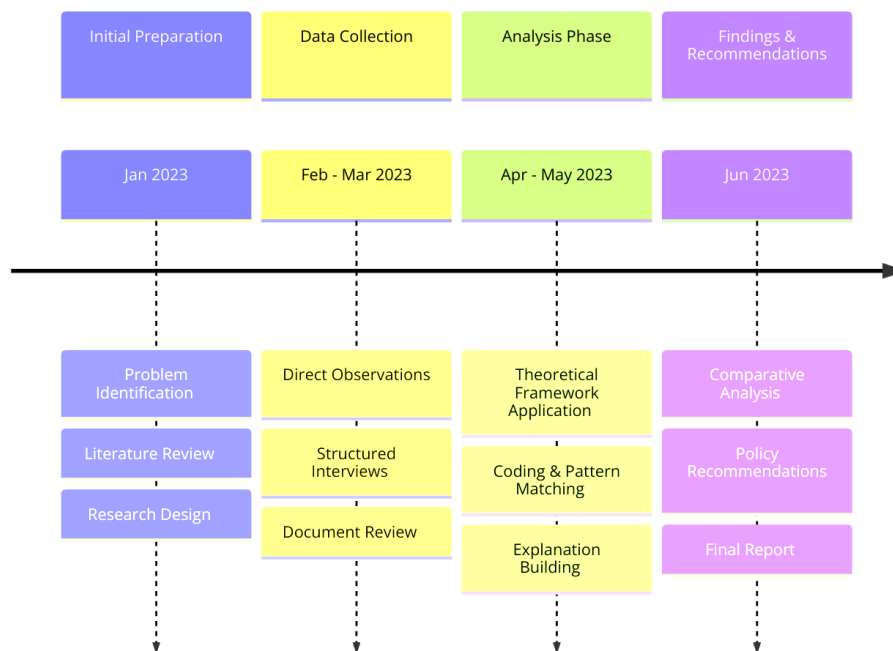 Initial Preparation
Data Collection
Analysis Phase
Findings &
Recommendations
Jan 2023
Feb - Mar 2023
Apr - May 2023
Jun 2023
Problem
Identification
Literature Review
Research Design
Direct Observations
Structured
Interviews
Document Review
Theoretical
Framework
Application
Coding & Pattern
Matching
Explanation
Building
Comparative
Analysis
Policy
Recommendations
Final Report